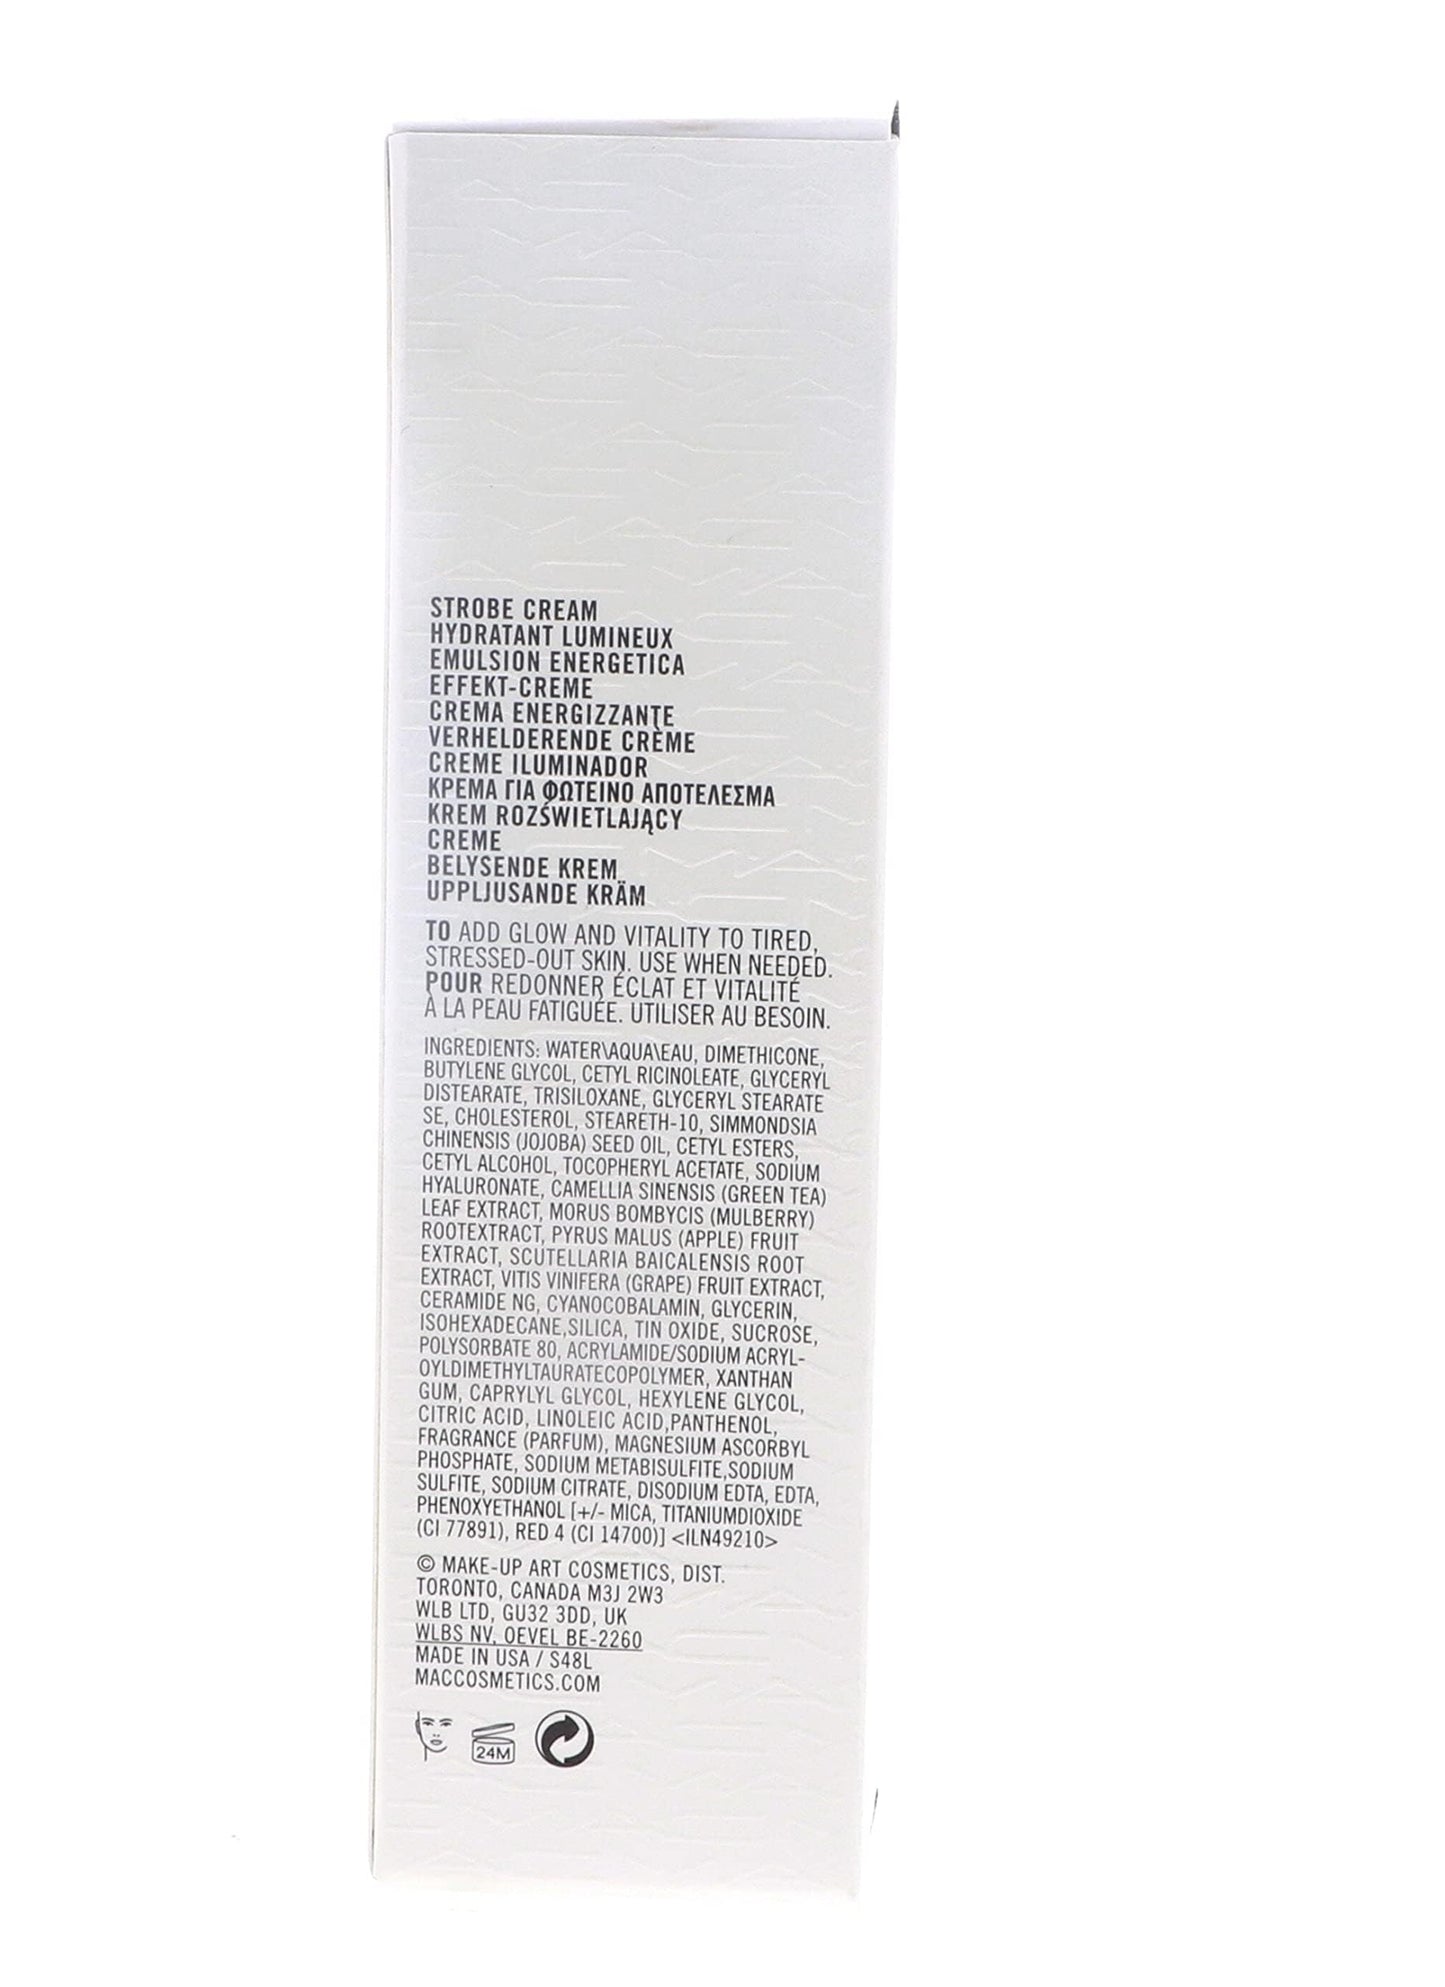 STROBE CREAM
HYDRATANT LUMINEUX
EMULSION ENERGETICA
EFFEKT-CREME
CREMA ENERGIZZANTE
VERHELDERENDE CRÈME
CREME ILUMINADOR
ΚΡΕΜΑ ΓΙΑ ΦΩΤΕΙΝΟ ΑΠΟΤΕΛΕΣΜΑ
KREM ROZŚWIETLAJĄCY
CREME
BELYSENDE KREM
UPPLJUSANDE KRÄM
TO ADD GLOW AND VITALITY TO TIRED,
STRESSED-OUT SKIN. USE WHEN NEEDED.
POUR REDONNER ÉCLAT ET VITALITÉ
À LA PEAU FATIGUÉE. UTILISER AU BESOIN.
INGREDIENTS: WATER\AQUA\EAU, DIMETHICONE,
BUTYLENE GLYCOL, CETYL RICINOLEATE, GLYCERYL
DISTEARATE, TRISILOXANE, GLYCERYL STEARATE
SE, CHOLESTEROL, STEARETH-10, SIMMONDSIA
CHINENSIS (JOJOBA) SEED OIL, CETYL ESTERS,
CETYL ALCOHOL, TOCOPHERYL ACETATE, SODIUM
HYALURONATE, CAMELLIA SINENSIS (GREEN TEA)
LEAF EXTRACT, MORUS BOMBYCIS (MULBERRY)
ROOTEXTRACT, PYRUS MALUS (APPLE) FRUIT
EXTRACT, SCUTELLARIA BAICALENSIS ROOT
EXTRACT, VITIS VINIFERA (GRAPE) FRUIT EXTRACT,
CERAMIDE NG, CYANOCOBALAMIN, GLYCERIN,
ISOHEXADECANE,SILICA, TIN OXIDE, SUCROSE,
POLYSORBATE 80, ACRYLAMIDE/SODIUM ACRYL-
OYLDIMETHYLTAURATECOPOLYMER, XANTHAN
GUM, CAPRYLYL GLYCOL, HEXYLENE GLYCOL,
CITRIC ACID, LINOLEIC ACID,PANTHENOL,
FRAGRANCE (PARFUM), MAGNESIUM ASCORBYL
PHOSPHATE, SODIUM METABISULFITE,SODIUM
SULFITE, SODIUM CITRATE, DISODIUM EDTA, EDTA,
PHENOXYETHANOL [+/- MICA, TITANIUMDIOXIDE
(CI 77891), RED 4 (CI 14700)] <ILN49210>
© MAKE-UP ART COSMETICS, DIST.
TORONTO, CANADA M3J 2W3
WLB LTD, GU32 3DD, UK
WLBS NV, OEVEL BE-2260
MADE IN USA / S48L
MACCOSMETICS.COM
24M